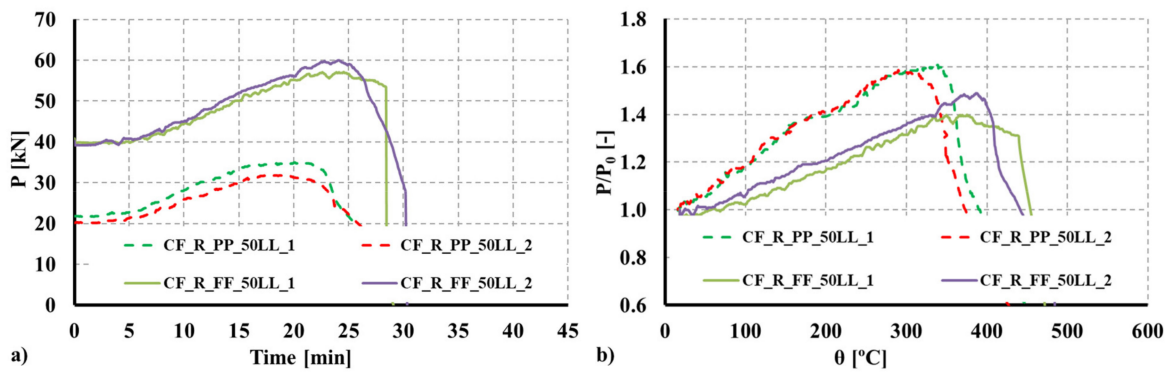 70
60
50
40
30
20
10
0
P [kN]
CF_R_PP_50LL_1
CF_R_PP_50LL_2
CF_R_FF_50LL_1
CF_R_FF_50LL_2
0 5 10 15 20 25 30 35 40 45
Time [min]
a)
1.8
1.6
1.4
1.2
1.0
0.8
0.6
P/P₀ [-]
CF_R_PP_50LL_1
CF_R_PP_50LL_2
CF_R_FF_50LL_1
CF_R_FF_50LL_2
0 100 200 300 400 500 600
θ [ºC]
b)